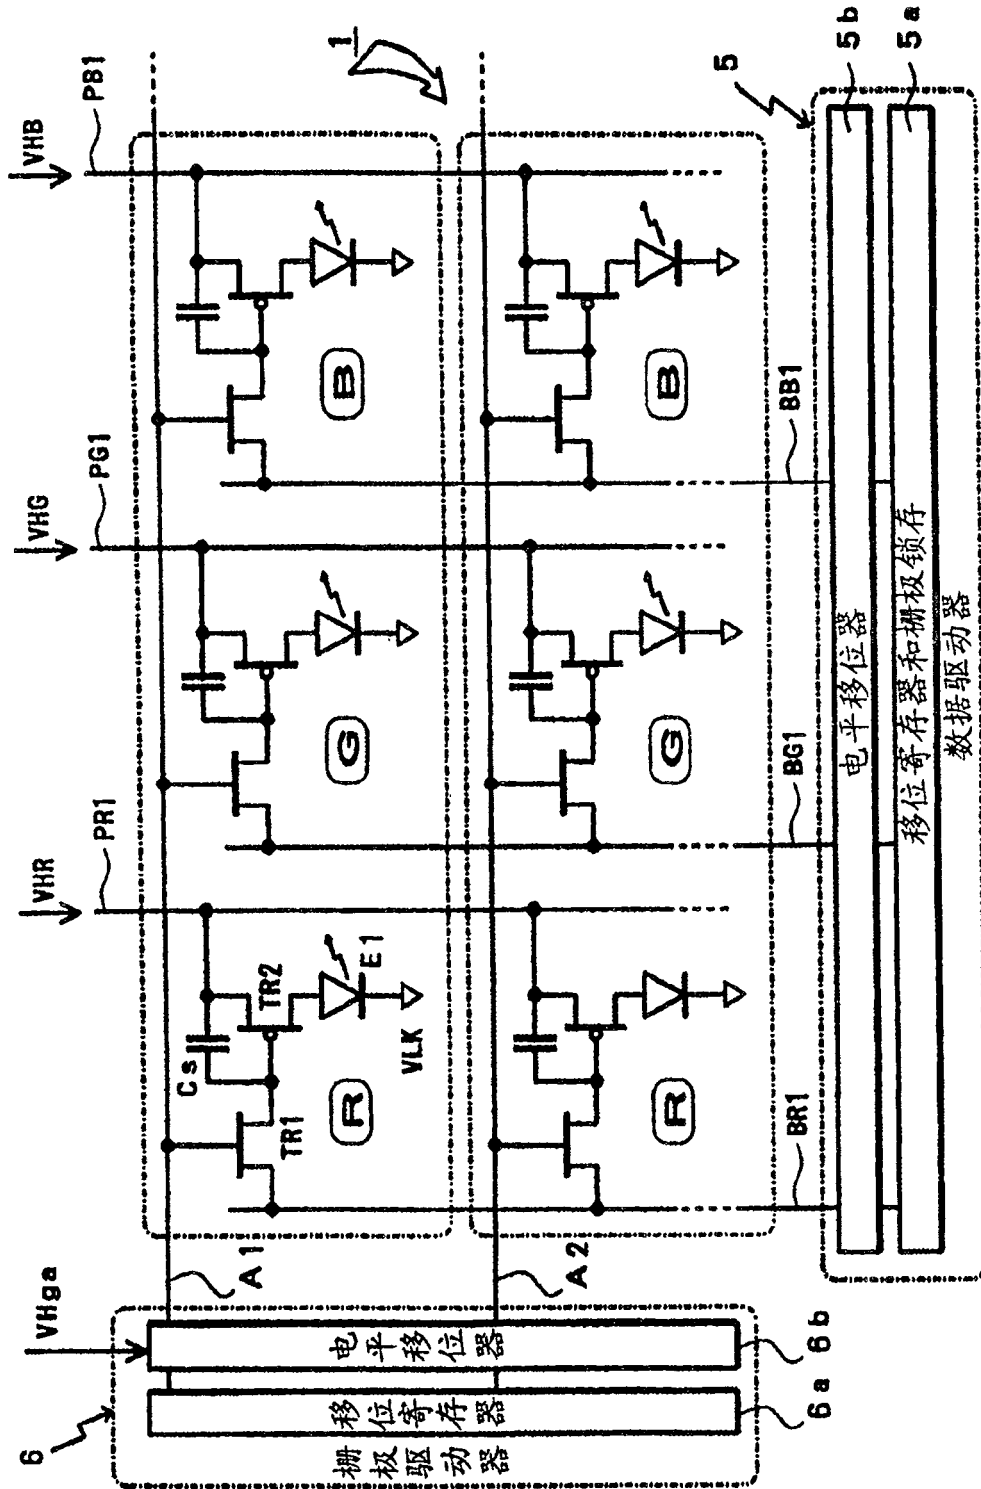 VHga
VHR
VHG
VHB
PR1
PG1
PB1
1
6
A1
Cs
TR1
TR2
E1
VLK
R
G
B
A2
R
G
B
栅极驱动器
移位寄存器
电平移位器
6a
6b
BR1
BG1
BB1
5
电平移位器
5b
移位寄存器和栅极锁存
5a
数据驱动器